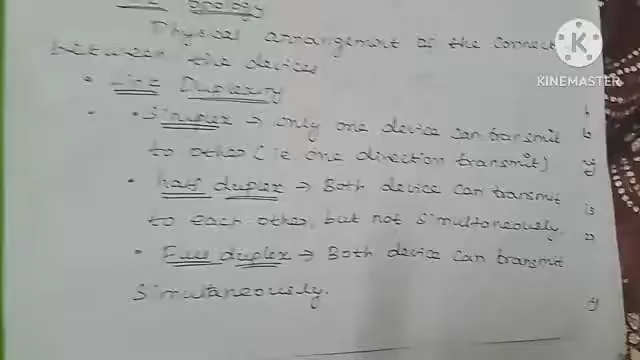 Topology
Physical arrangement of the connect
between the devices
• Line Duplexity
• • Simplex → only one device can transmit
to other (ie one direction transmit)
• half duplex → Both device can transmit
to each other, but not simultaneously.
• Full duplex → Both device can transmit
simultaneously.
KINEMASTER